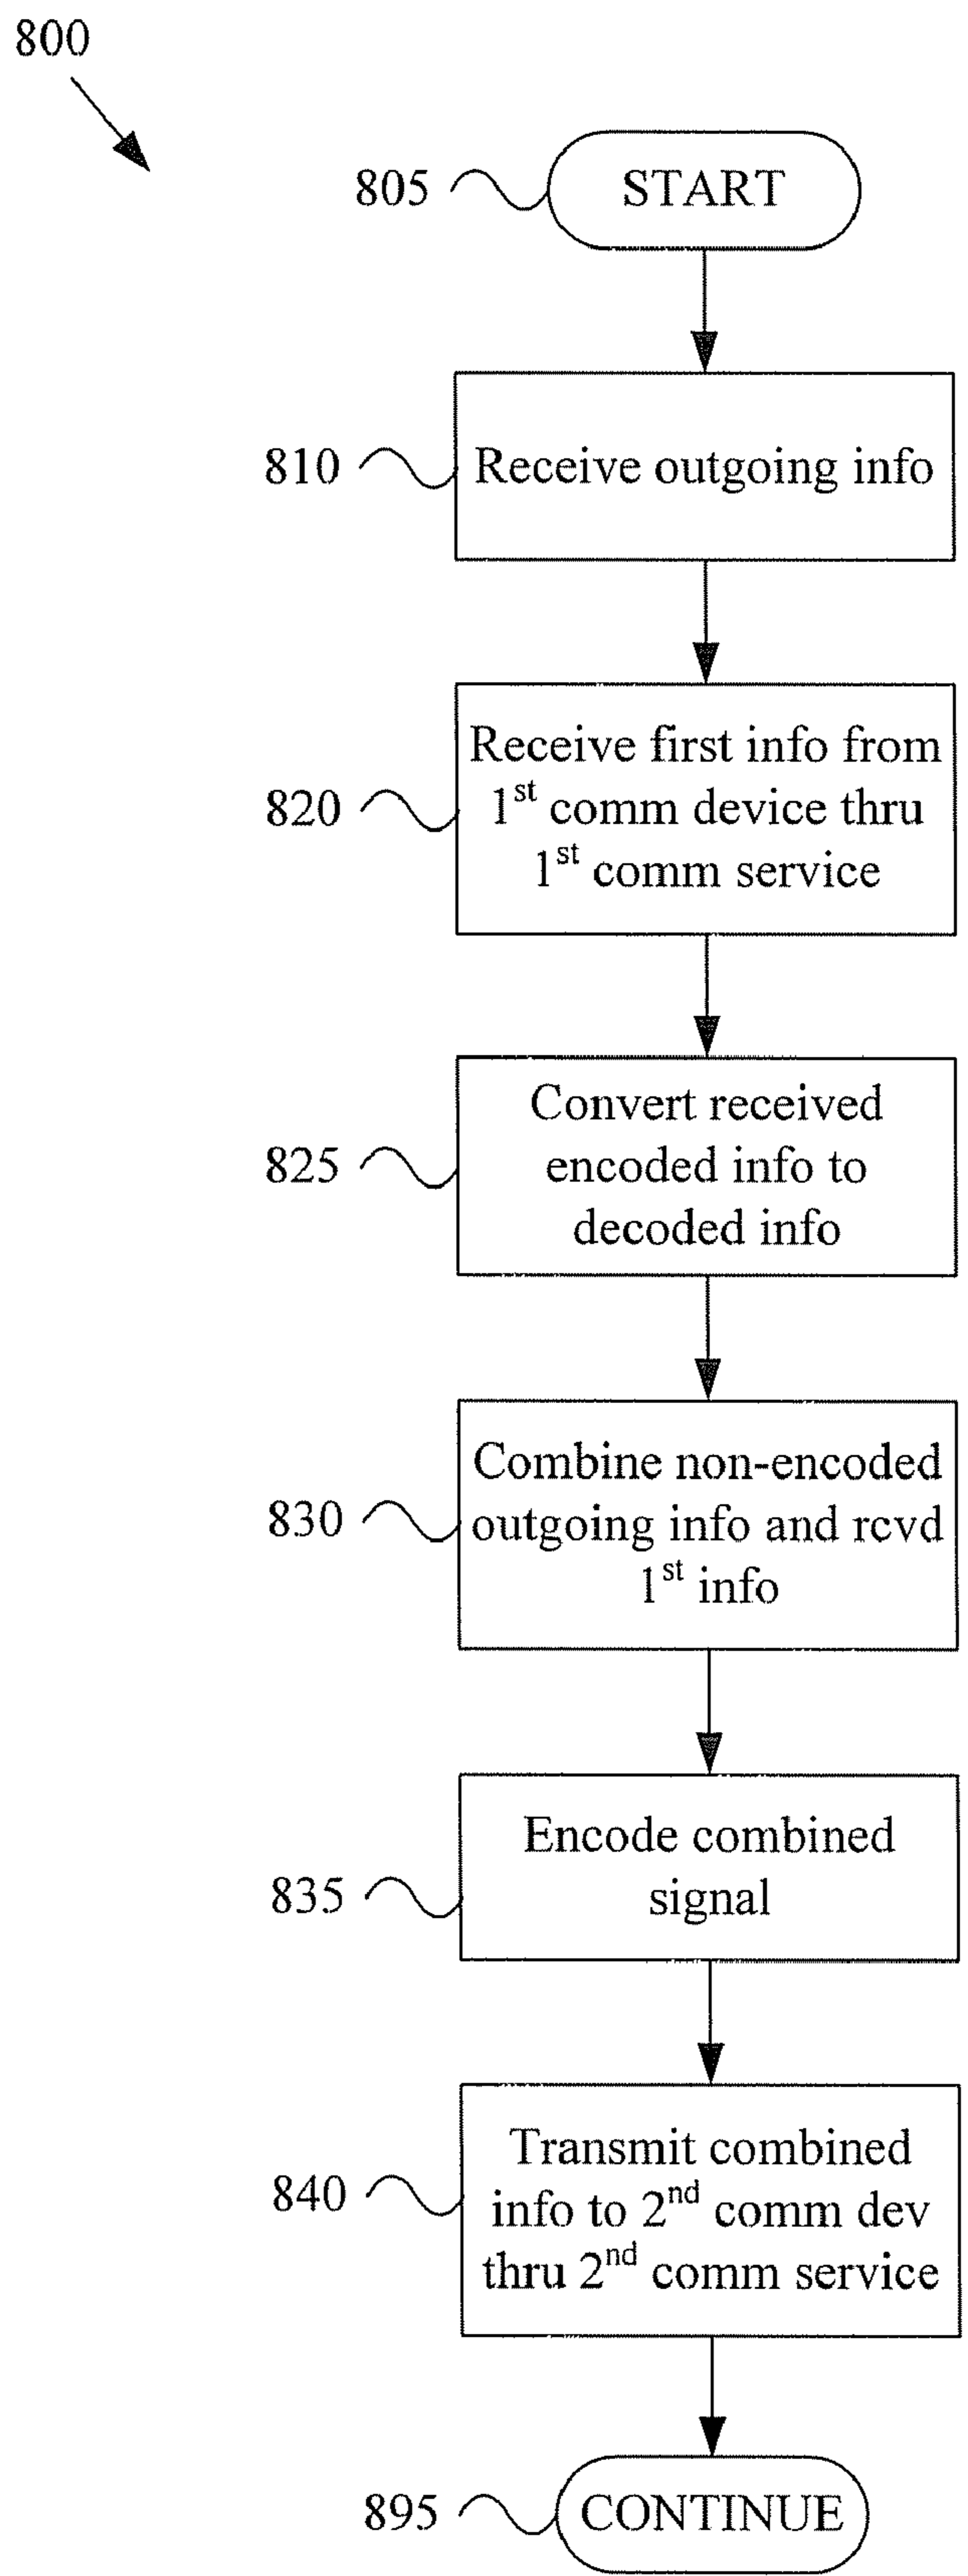 800
805 START
810 Receive outgoing info
Receive first info from
820 1st comm device thru
1st comm service
Convert received
825 encoded info to
decoded info
Combine non-encoded
830 outgoing info and rcvd
1st info
Encode combined
835 signal
Transmit combined
840 info to 2nd comm dev
thru 2nd comm service
895 CONTINUE